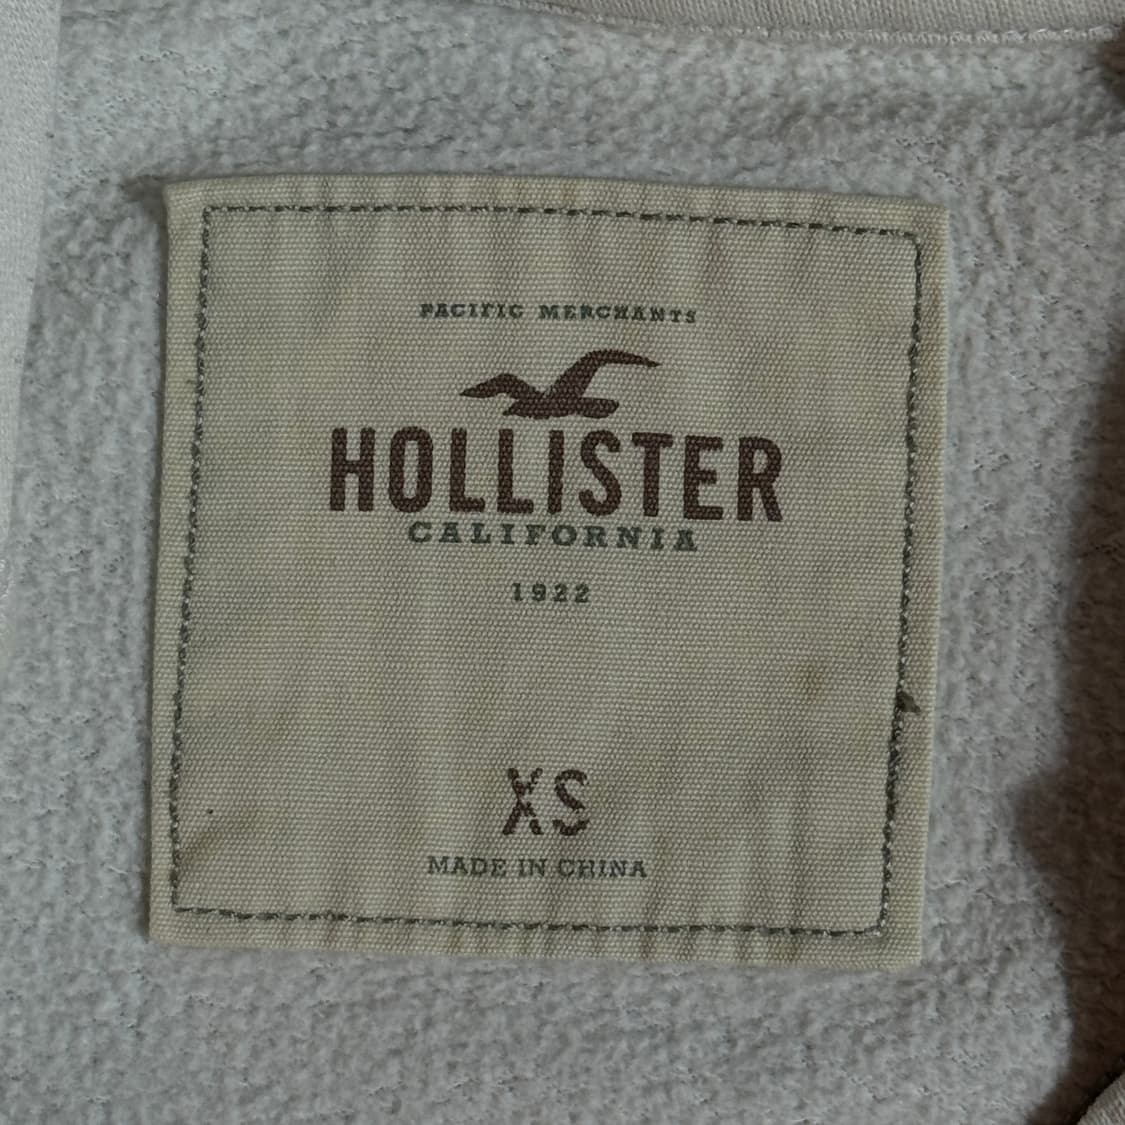 PACIFIC MERCHANTS
HOLLISTER
CALIFORNIA
1922
XS
MADE IN CHINA